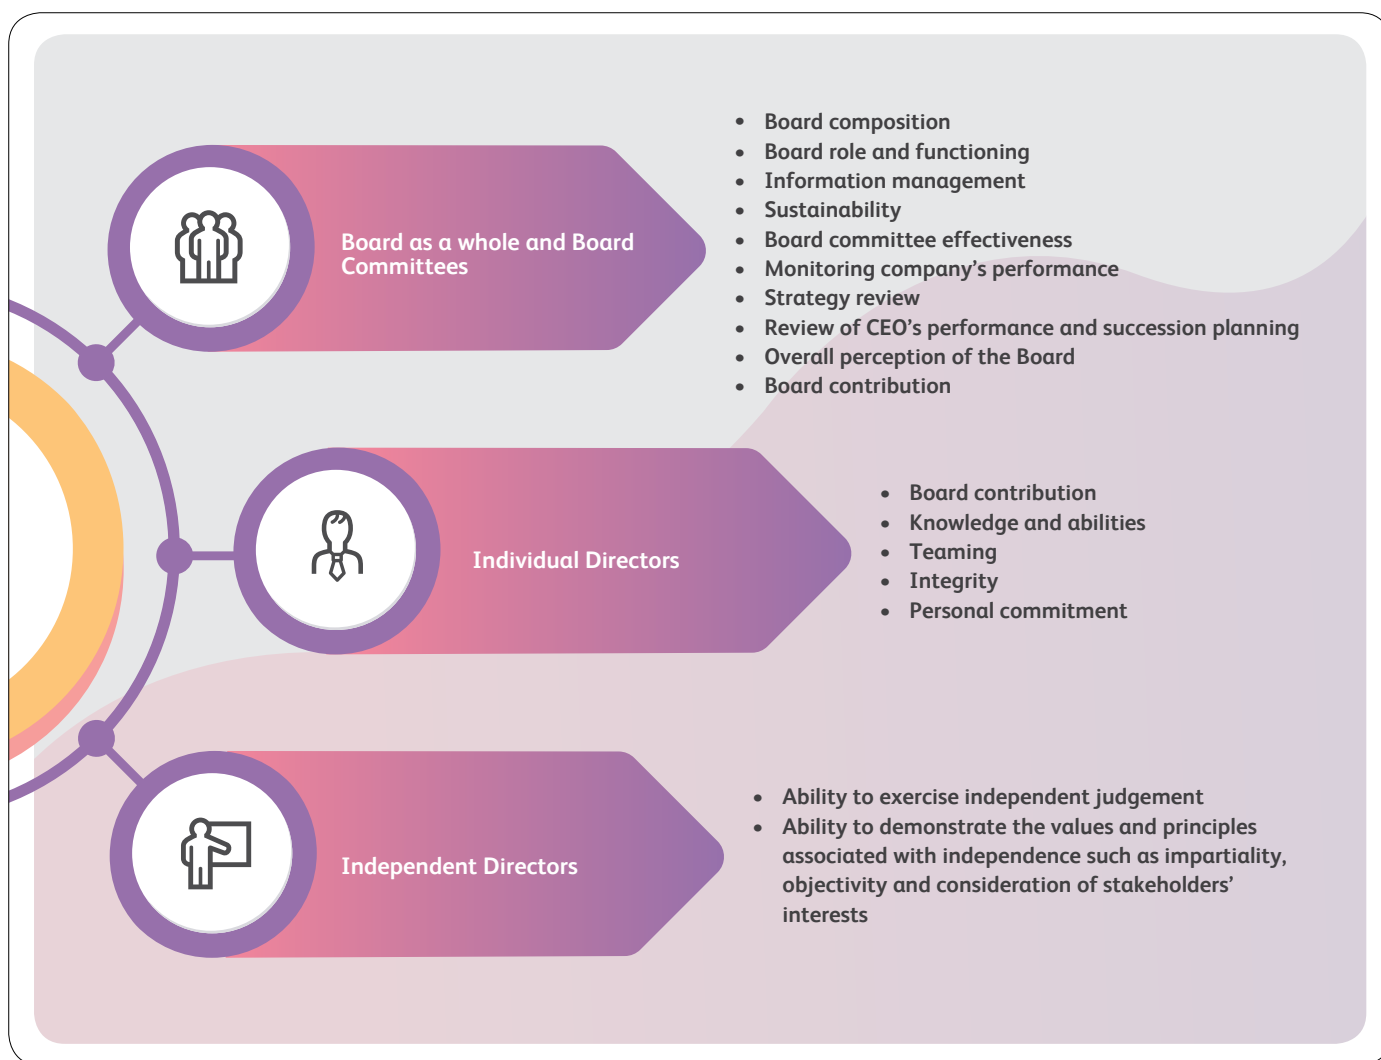 Board as a whole and Board
Committees
• Board composition
• Board role and functioning
• Information management
• Sustainability
• Board committee effectiveness
• Monitoring company’s performance
• Strategy review
• Review of CEO’s performance and succession planning
• Overall perception of the Board
• Board contribution
Individual Directors
• Board contribution
• Knowledge and abilities
• Teaming
• Integrity
• Personal commitment
Independent Directors
• Ability to exercise independent judgement
• Ability to demonstrate the values and principles
associated with independence such as impartiality,
objectivity and consideration of stakeholders’
interests